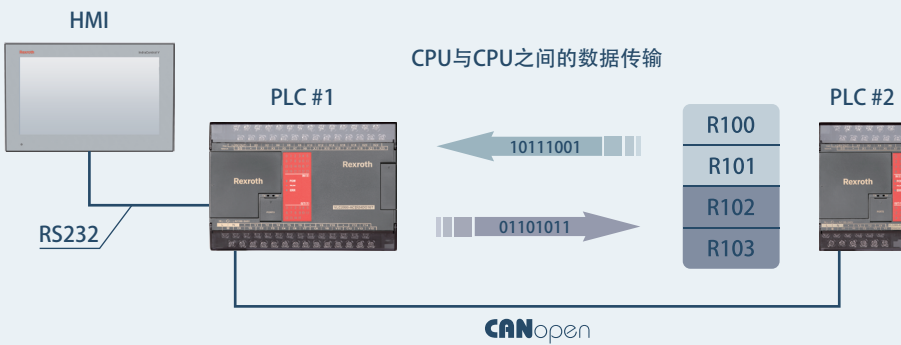 HMI
CPU与CPU之间的数据传输
PLC #1
PLC #2
R100
10111001
R101
Rexroth
Rexroth
Rexroth
R102
01101011
RS232
R103
CANopen